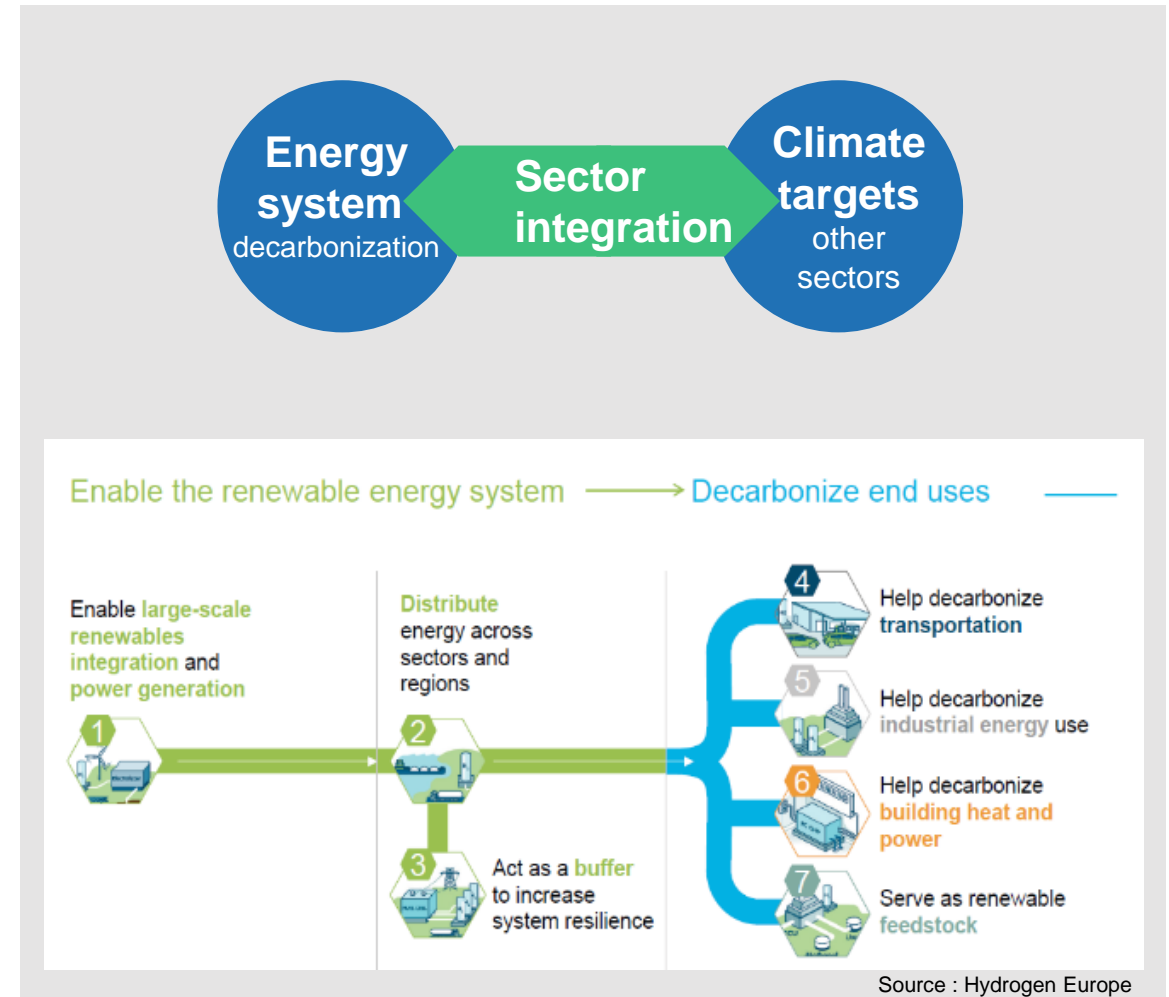 Energy
system
decarbonization
Sector
integration
Climate
targets
other
sectors
Enable the renewable energy system
Decarbonize end uses
Enable large-scale
renewables
integration and
power generation
1
Distribute
energy across
sectors and
regions
2
3
Act as a buffer
to increase
system resilience
4
Help decarbonize
transportation
5
Help decarbonize
industrial energy use
6
Help decarbonize
building heat and
power
7
Serve as renewable
feedstock
Source : Hydrogen Europe